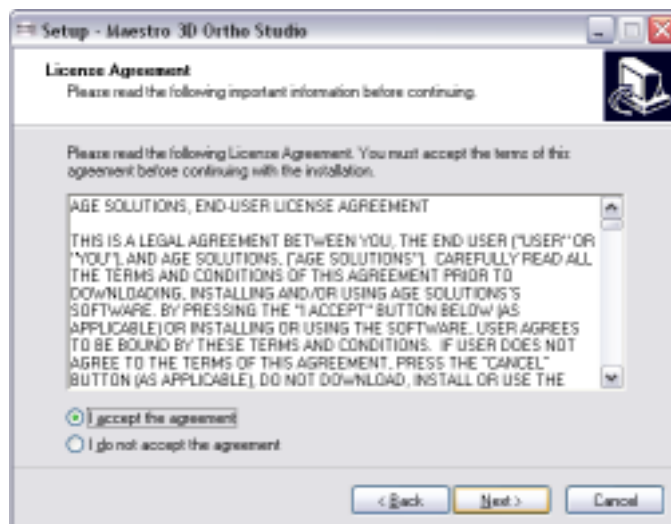 Setup - Maestro 3D Ortho Studio
License Agreement
Please read the following important information before continuing.
Please read the following License Agreement. You must accept the terms of this
agreement before continuing with the installation.
AGE SOLUTIONS, END-USER LICENSE AGREEMENT
THIS IS A LEGAL AGREEMENT BETWEEN YOU, THE END USER ("USER" OR
"YOU"), AND AGE SOLUTIONS, ("AGE SOLUTIONS"). CAREFULLY READ ALL
THE TERMS AND CONDITIONS OF THIS AGREEMENT PRIOR TO
DOWNLOADING, INSTALLING AND/OR USING AGE SOLUTIONS'S
SOFTWARE. BY PRESSING THE "I ACCEPT" BUTTON BELOW (AS
APPLICABLE) OR INSTALLING OR USING THE SOFTWARE, USER AGREES
TO BE BOUND BY THESE TERMS AND CONDITIONS. IF USER DOES NOT
AGREE TO THE TERMS OF THIS AGREEMENT, PRESS THE "CANCEL"
BUTTON (AS APPLICABLE), DO NOT DOWNLOAD, INSTALL OR USE THE
I accept the agreement
I do not accept the agreement
< Back
Next >
Cancel